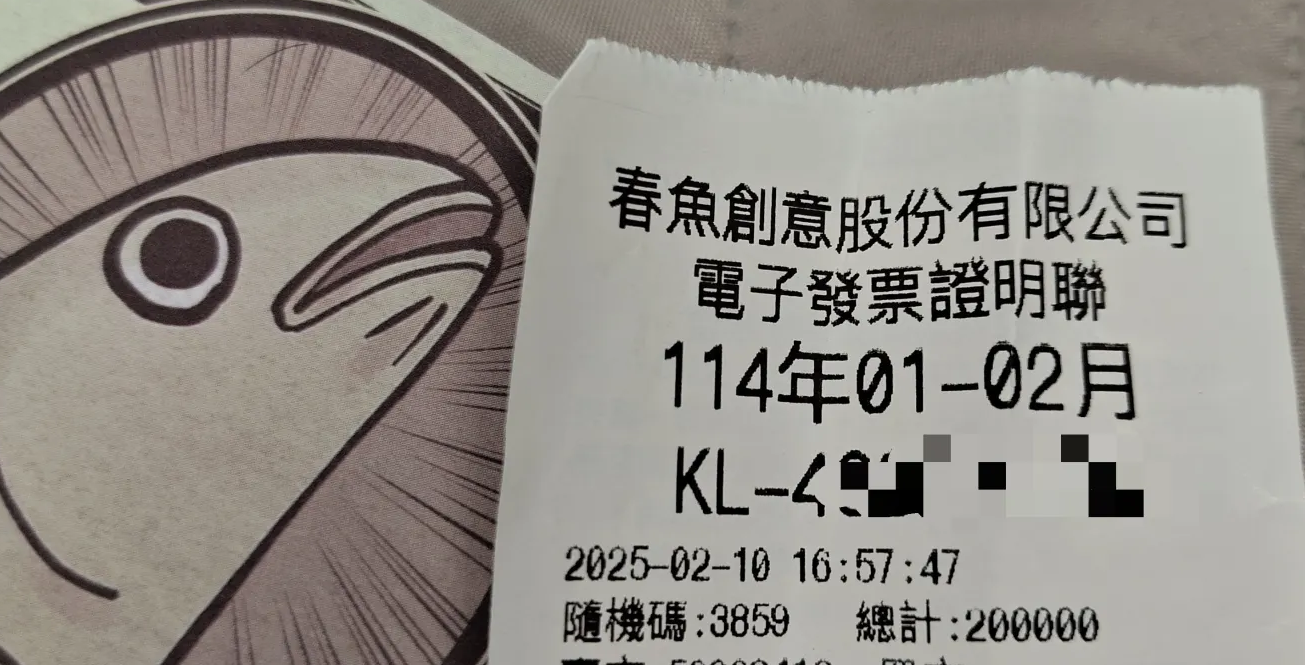 春魚創意股份有限公司
電子發票證明聯
114年01-02月
KL-49
2025-02-10 16:57:47
隨機碼:3859 總計:200000